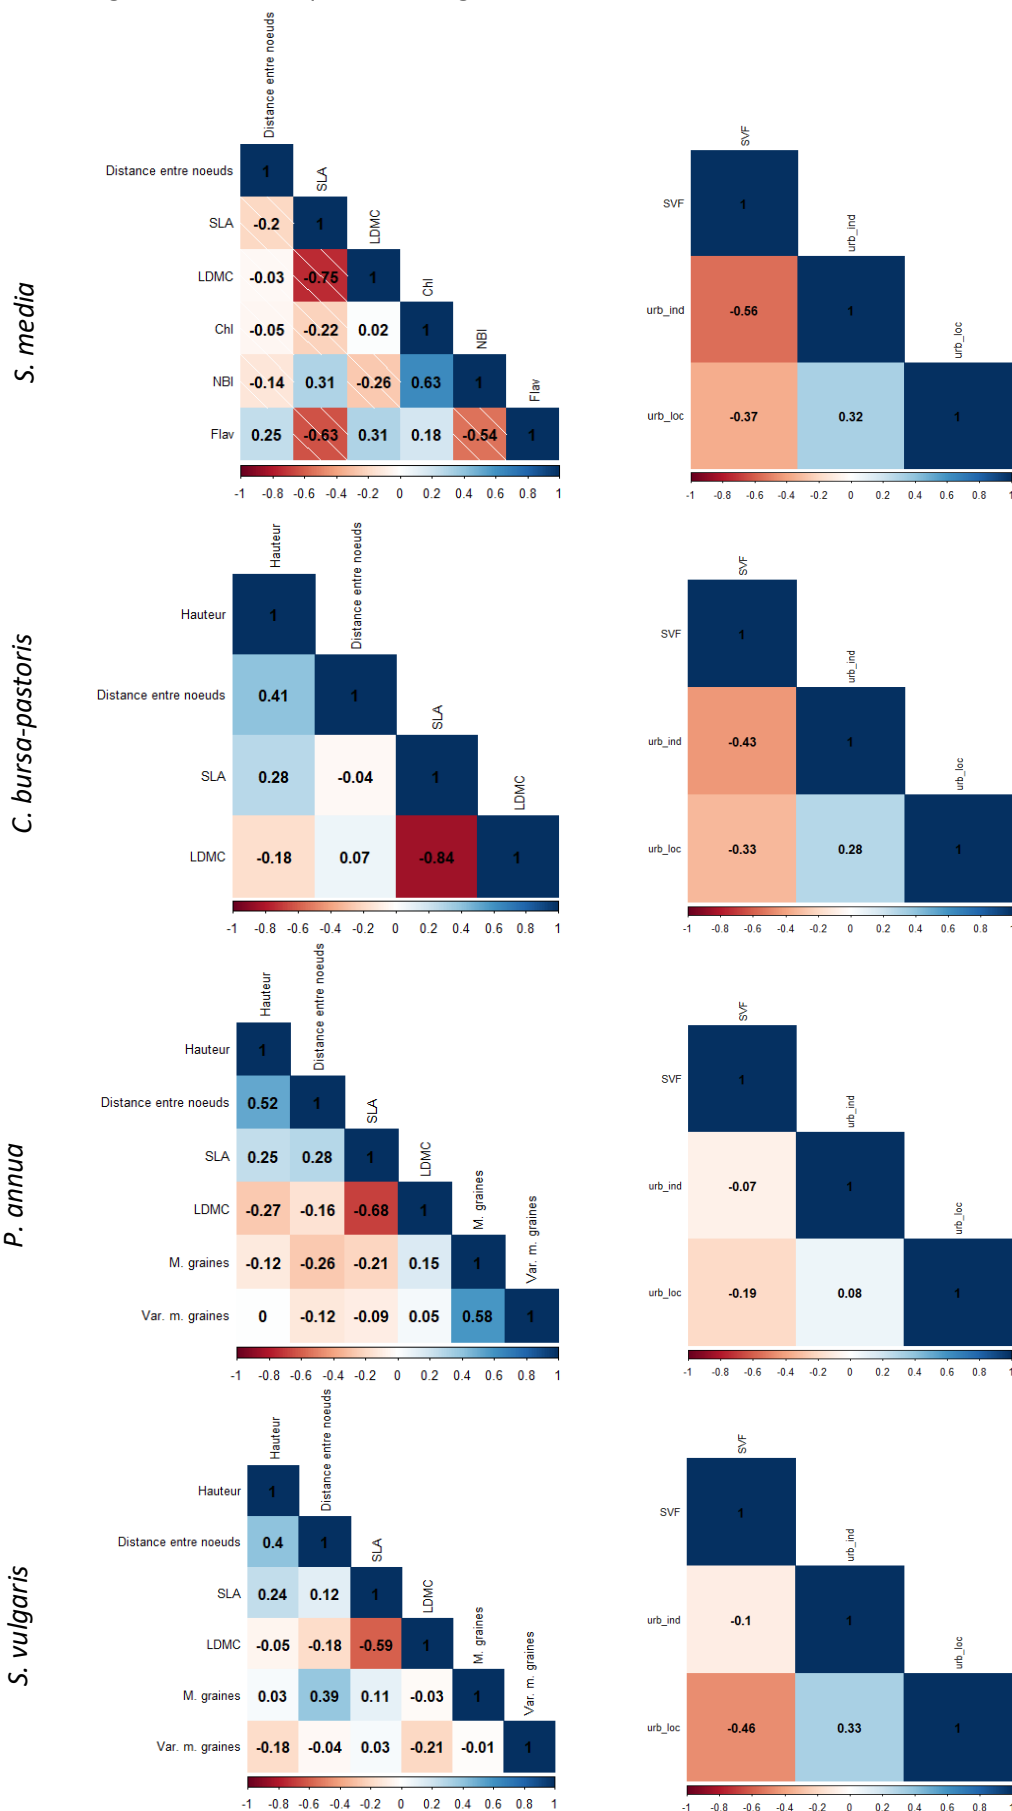 S. media
Distance entre noeuds
Distance entre noeuds 1 SLA
SLA -0.2 1 LDMC
LDMC -0.03 -0.75 1 Chl
Chl -0.05 -0.22 0.02 1 NBI
NBI -0.14 0.31 -0.26 0.63 1 Flav
Flav 0.25 -0.63 0.31 0.18 -0.54 1
-1 -0.8 -0.6 -0.4 -0.2 0 0.2 0.4 0.6 0.8 1
SVF
SVF 1 urb_ind
urb_ind -0.56 1 urb_loc
urb_loc -0.37 0.32 1
-1 -0.8 -0.6 -0.4 -0.2 0 0.2 0.4 0.6 0.8 1
C. bursa-pastoris
Hauteur
Hauteur 1 Distance entre noeuds
Distance entre noeuds 0.41 1 SLA
SLA 0.28 -0.04 1 LDMC
LDMC -0.18 0.07 -0.84 1
-1 -0.8 -0.6 -0.4 -0.2 0 0.2 0.4 0.6 0.8 1
SVF
SVF 1 urb_ind
urb_ind -0.43 1 urb_loc
urb_loc -0.33 0.28 1
-1 -0.8 -0.6 -0.4 -0.2 0 0.2 0.4 0.6 0.8 1
P. annua
Hauteur
Hauteur 1 Distance entre noeuds
Distance entre noeuds 0.52 1 SLA
SLA 0.25 0.28 1 LDMC
LDMC -0.27 -0.16 -0.68 1 M. graines
M. graines -0.12 -0.26 -0.21 0.15 1 Var. m. graines
Var. m. graines 0 -0.12 -0.09 0.05 0.58 1
-1 -0.8 -0.6 -0.4 -0.2 0 0.2 0.4 0.6 0.8 1
SVF
SVF 1 urb_ind
urb_ind -0.07 1 urb_loc
urb_loc -0.19 0.08 1
-1 -0.8 -0.6 -0.4 -0.2 0 0.2 0.4 0.6 0.8 1
S. vulgaris
Hauteur
Hauteur 1 Distance entre noeuds
Distance entre noeuds 0.4 1 SLA
SLA 0.24 0.12 1 LDMC
LDMC -0.05 -0.18 -0.59 1 M. graines
M. graines 0.03 0.39 0.11 -0.03 1 Var. m. graines
Var. m. graines -0.18 -0.04 0.03 -0.21 -0.01 1
-1 -0.8 -0.6 -0.4 -0.2 0 0.2 0.4 0.6 0.8 1
SVF
SVF 1 urb_ind
urb_ind -0.1 1 urb_loc
urb_loc -0.46 0.33 1
-1 -0.8 -0.6 -0.4 -0.2 0 0.2 0.4 0.6 0.8 1